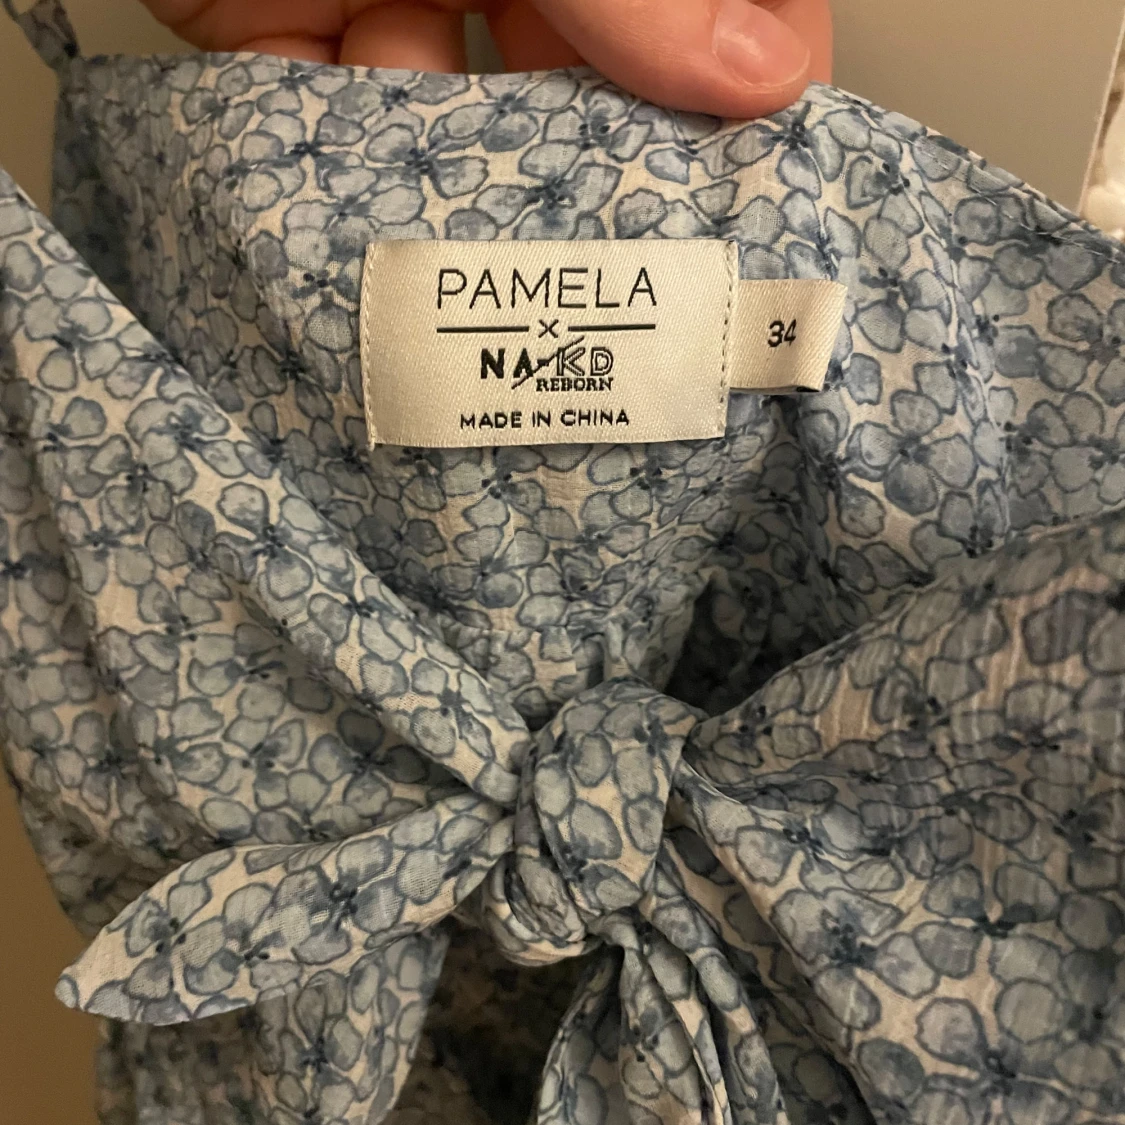 PAMELA
×
NA-KD
REBORN
MADE IN CHINA
34